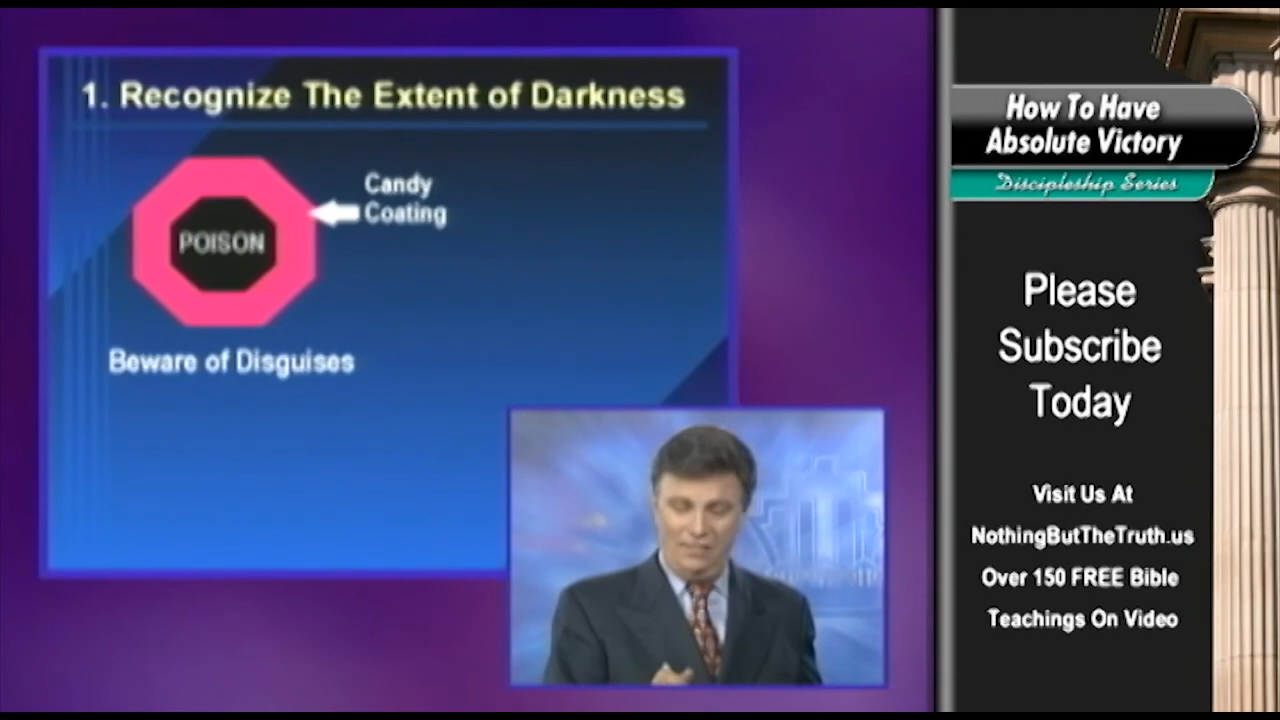 1. Recognize The Extent of Darkness
Candy
Coating
POISON
Beware of Disguises
How To Have
Absolute Victory
Discipleship Series
Please
Subscribe
Today
Visit Us At
NothingButTheTruth.us
Over 150 FREE Bible
Teachings On Video